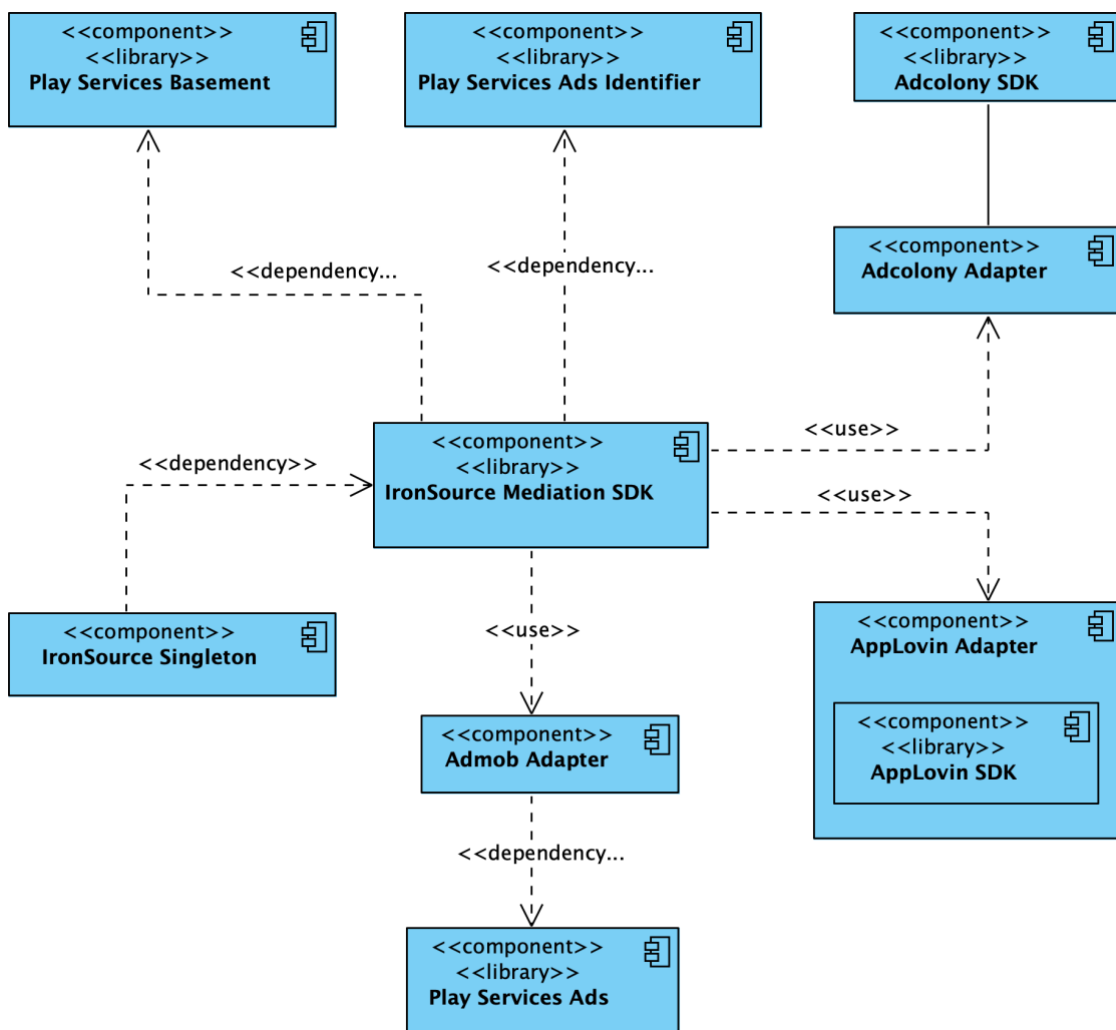 <<component>>
<<library>>
Play Services Basement
<<component>>
<<library>>
Play Services Ads Identifier
<<component>>
<<library>>
Adcolony SDK
<<component>>
Adcolony Adapter
<<dependency...
<<dependency...
<<component>>
<<library>>
IronSource Mediation SDK
<<use>>
<<dependency>>
<<use>>
<<component>>
IronSource Singleton
<<use>>
<<component>>
AppLovin Adapter
<<component>>
<<library>>
AppLovin SDK
<<component>>
Admob Adapter
<<dependency...
<<component>>
<<library>>
Play Services Ads